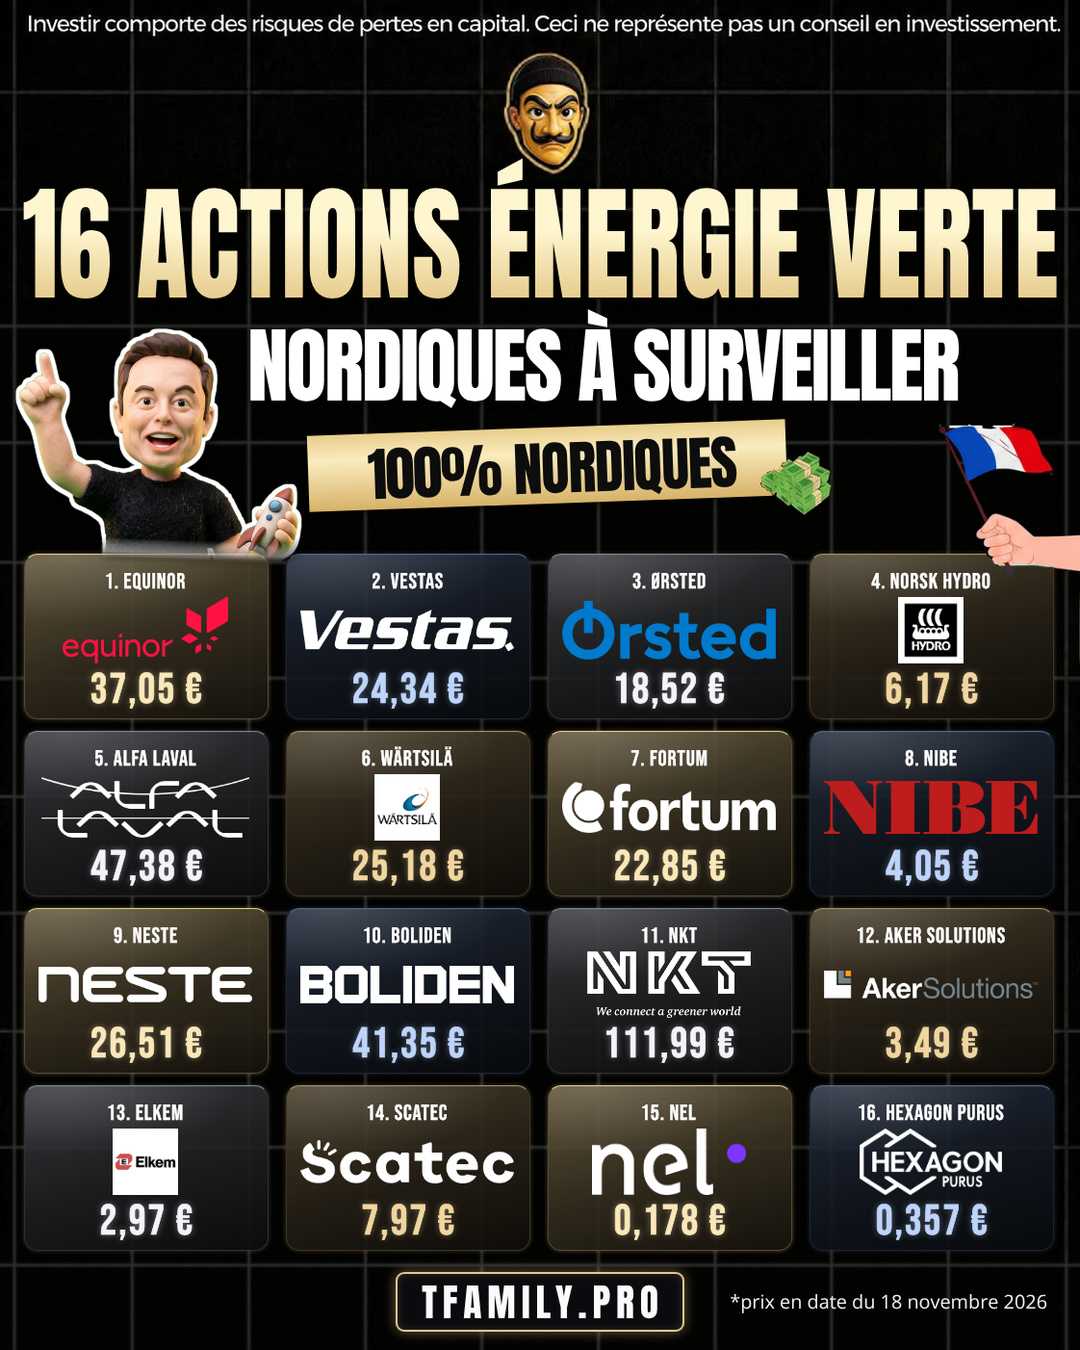 Investir comporte des risques de pertes en capital. Ceci ne représente pas un conseil en investissement.
16 ACTIONS ÉNERGIE VERTE
NORDIQUES À SURVEILLER
100% NORDIQUES
1. EQUINOR
equinor
37,05 €
2. VESTAS
Vestas.
24,34 €
3. ØRSTED
Ørsted
18,52 €
4. NORSK HYDRO
HYDRO
6,17 €
5. ALFA LAVAL
ALFA
LAVAL
47,38 €
6. WÄRTSILÄ
WÄRTSILÄ
25,18 €
7. FORTUM
fortum
22,85 €
8. NIBE
NIBE
4,05 €
9. NESTE
NESTE
26,51 €
10. BOLIDEN
BOLIDEN
41,35 €
11. NKT
NKT
We connect a greener world
111,99 €
12. AKER SOLUTIONS
AkerSolutions™
3,49 €
13. ELKEM
Elkem
2,97 €
14. SCATEC
Scatec
7,97 €
15. NEL
nel
0,178 €
16. HEXAGON PURUS
HEXAGON
PURUS
0,357 €
TFAMILY.PRO
*prix en date du 18 novembre 2026